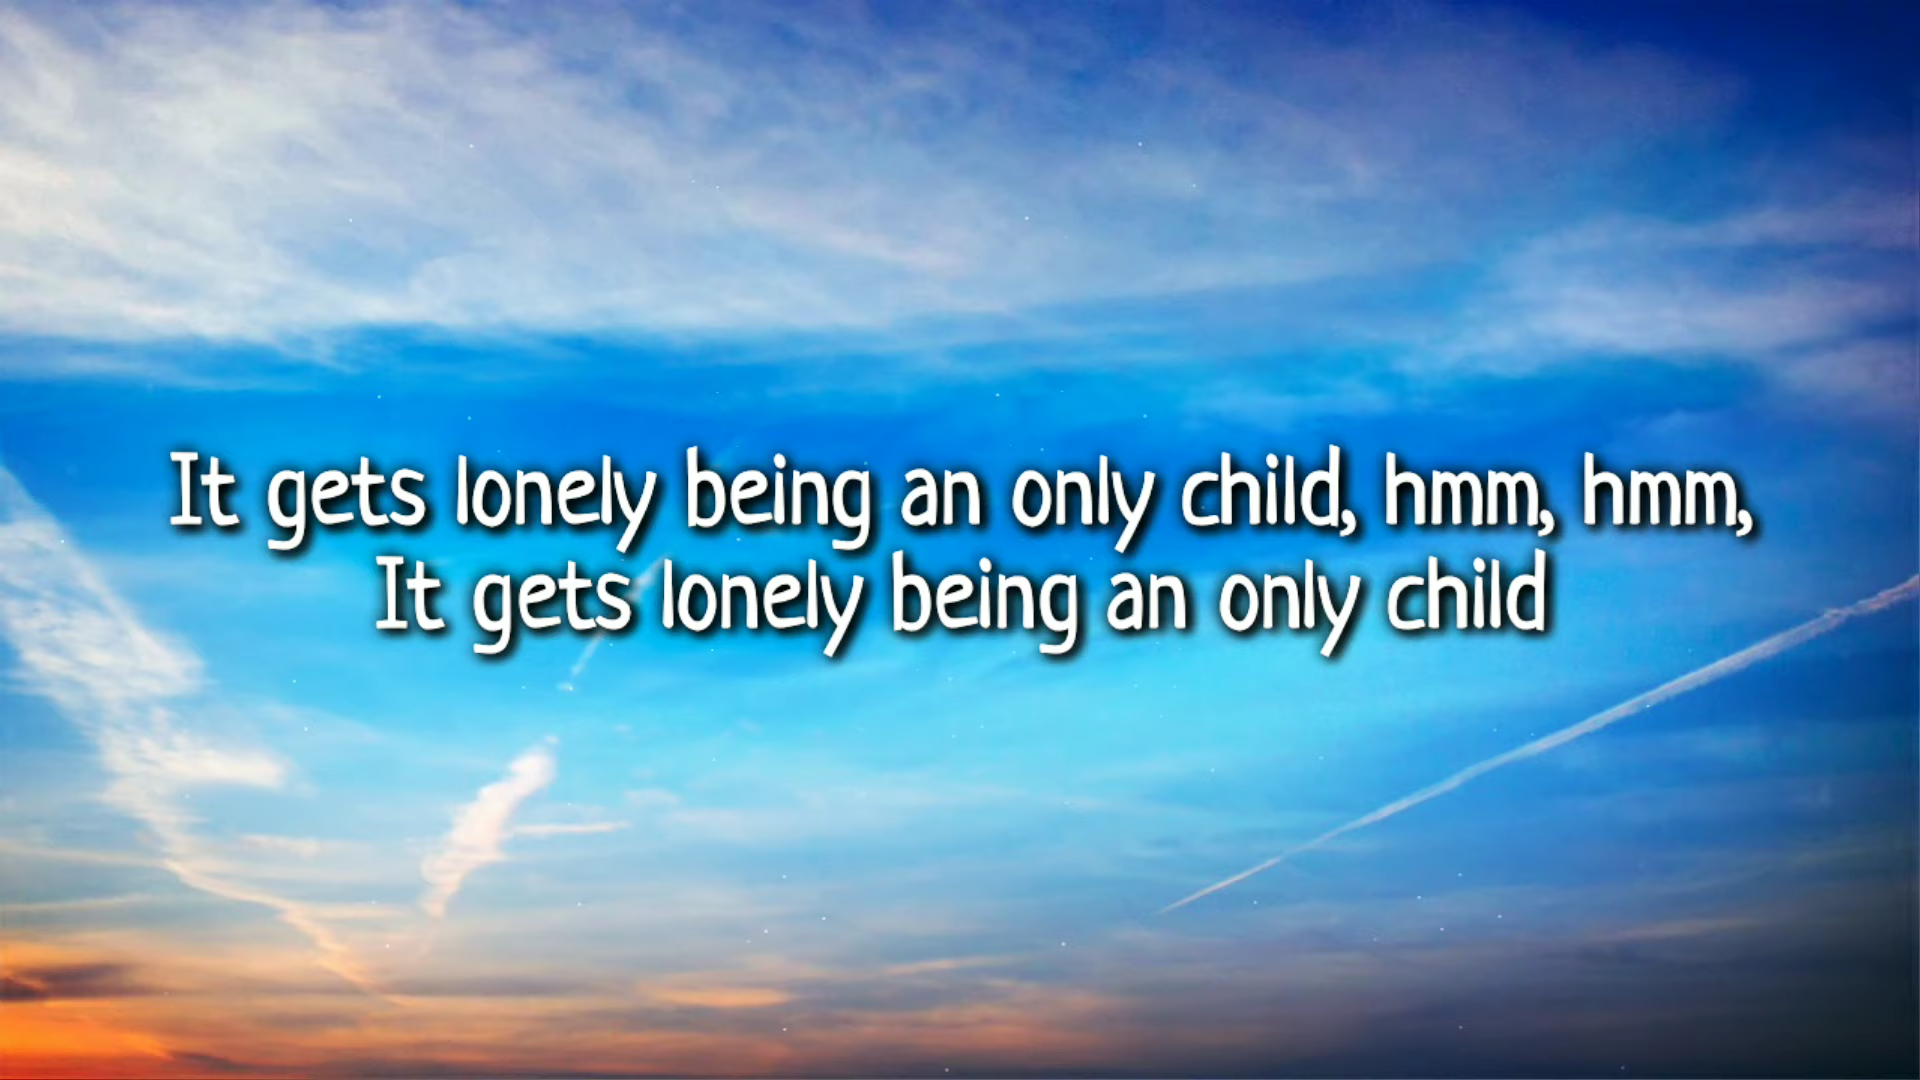 It gets lonely being an only child, hmm, hmm,
It gets lonely being an only child